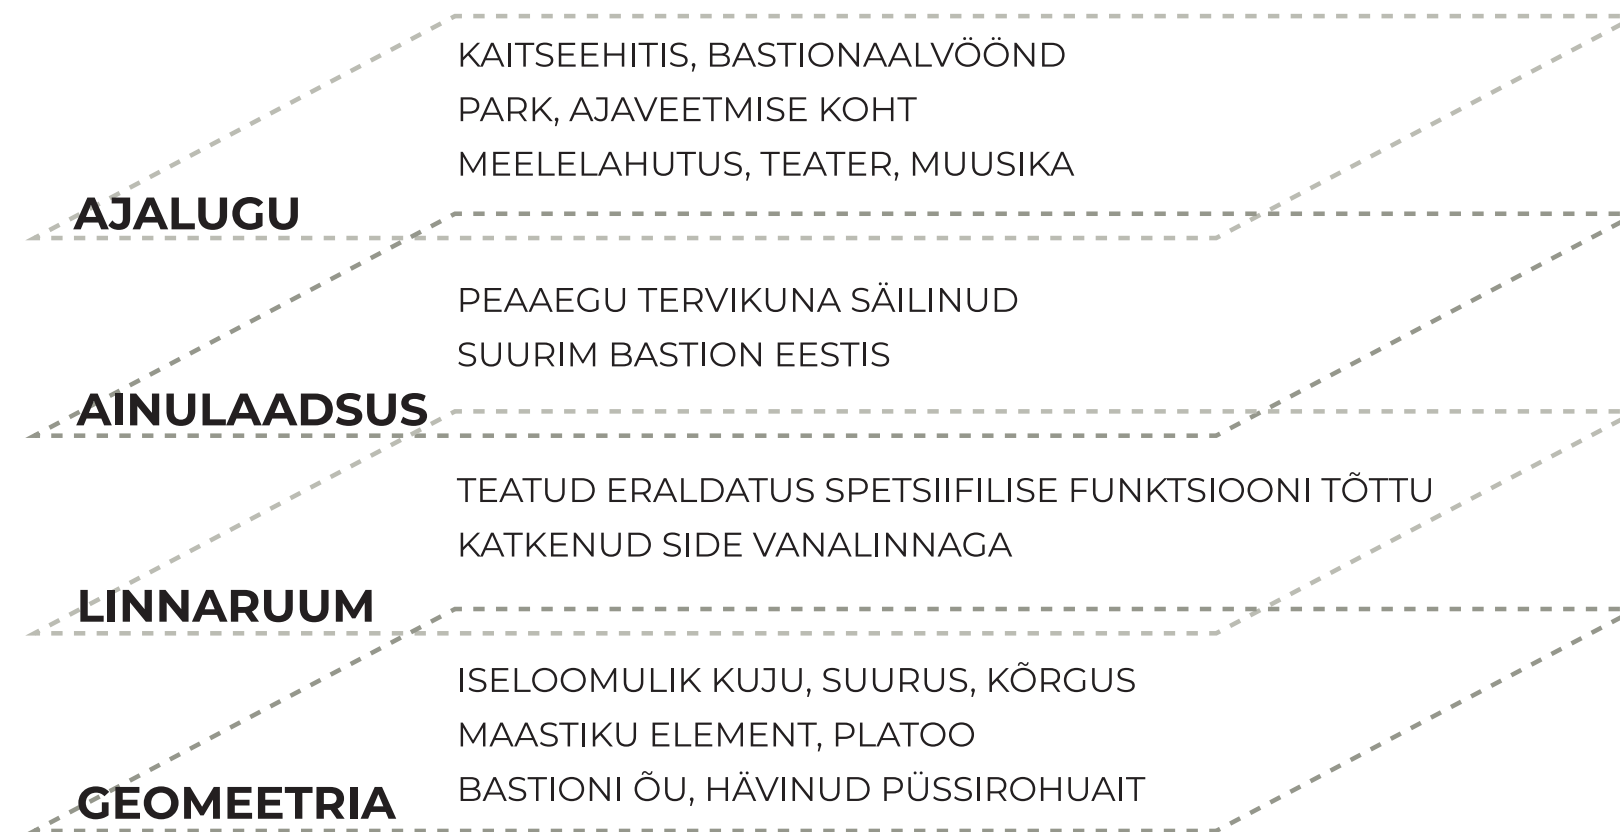 KAITSEEHITIS, BASTIONAALVÖÖND
PARK, AJAVEETMISE KOHT
MEELELAHUTUS, TEATER, MUUSIKA
AJALUGU
PEAAEGU TERVIKUNA SÄILINUD
SUURIM BASTION EESTIS
AINULAADSUS
TEATUD ERALDATUS SPETSIIFILISE FUNKTSIOONI TÕTTU
KATKENUD SIDE VANALINNAGA
LINNARUUM
ISELOOMULIK KUJU, SUURUS, KÕRGUS
MAASTIKU ELEMENT, PLATOO
BASTIONI ÕU, HÄVINUD PÜSSIROHUAIT
GEOMEETRIA